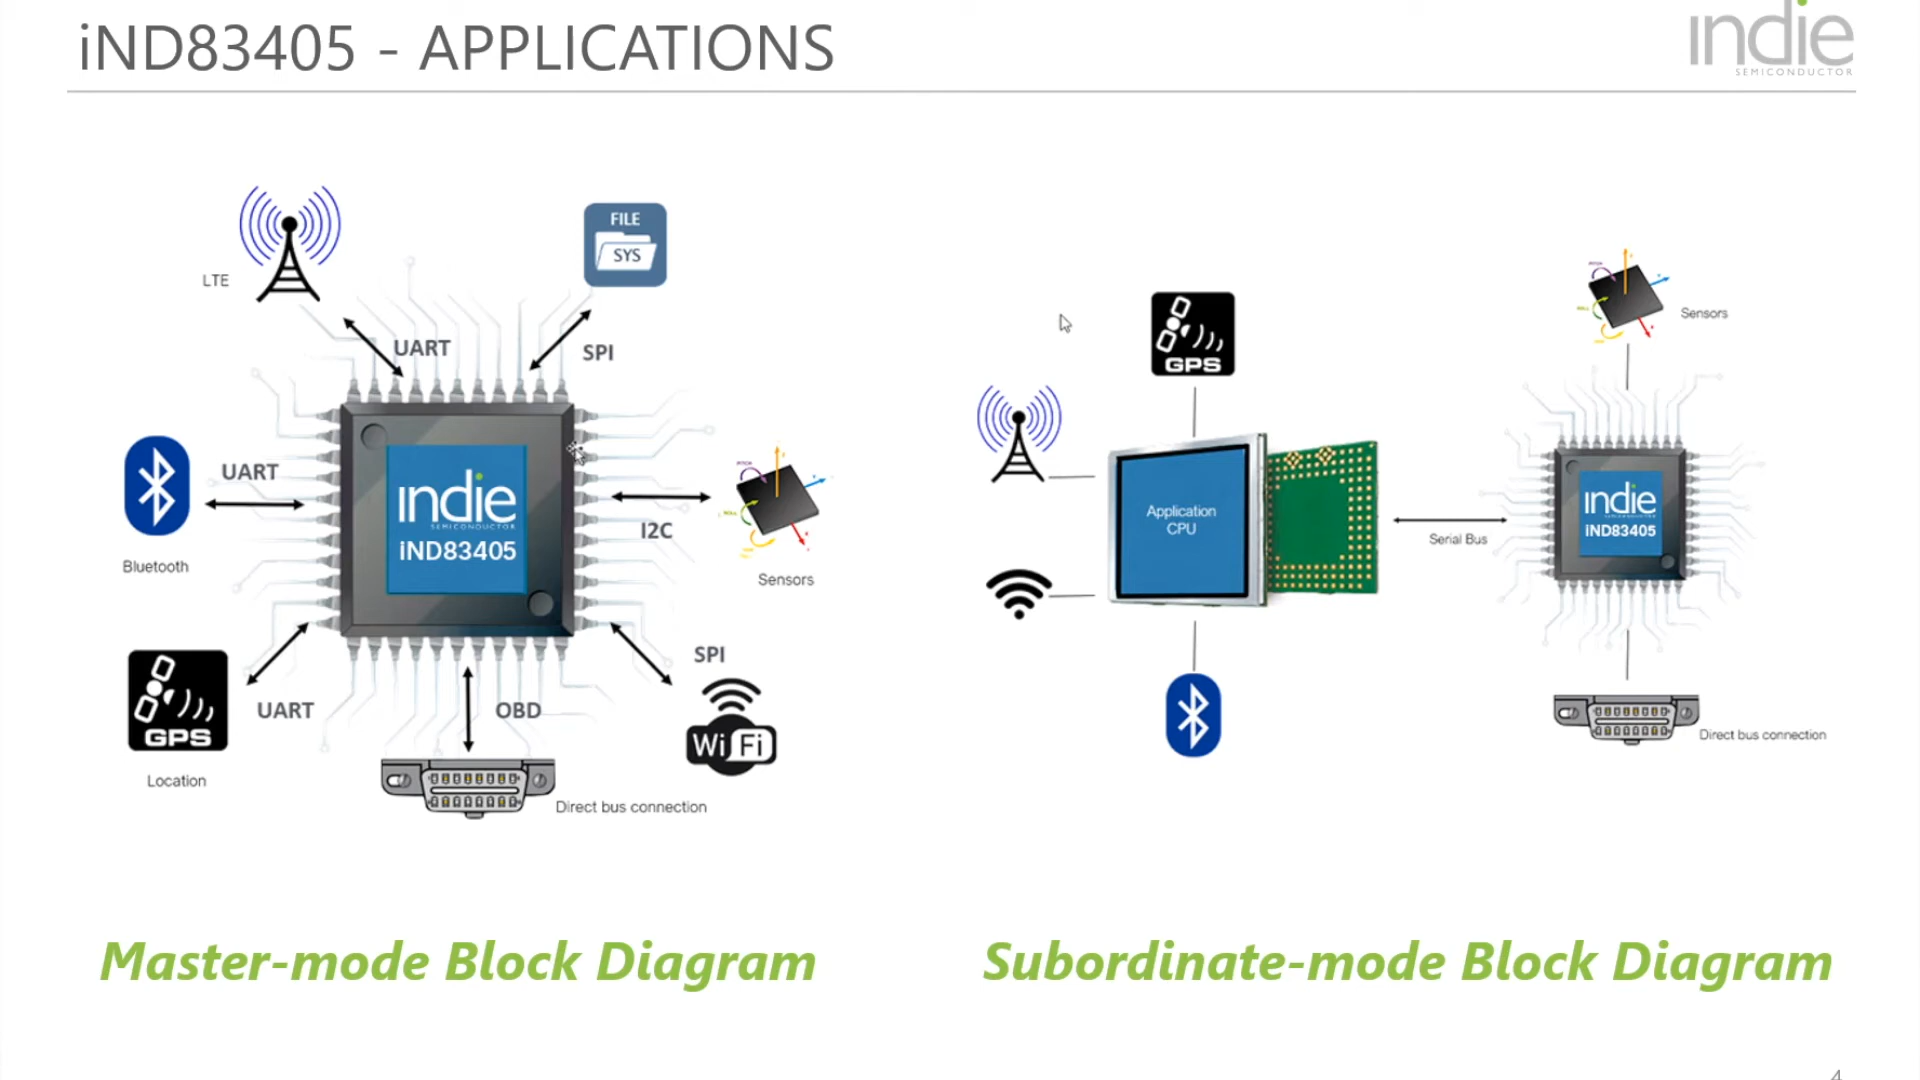 iND83405 - APPLICATIONS
indie
SEMICONDUCTOR
LTE
UART
FILE
SYS
SPI
UART
Bluetooth
indie
SEMICONDUCTOR
iND83405
I2C
Sensors
GPS
Location
UART
OBD
Direct bus connection
SPI
Wi Fi
Master-mode Block Diagram
GPS
Application
CPU
Serial Bus
Sensors
indie
iND83405
Direct bus connection
Subordinate-mode Block Diagram
4